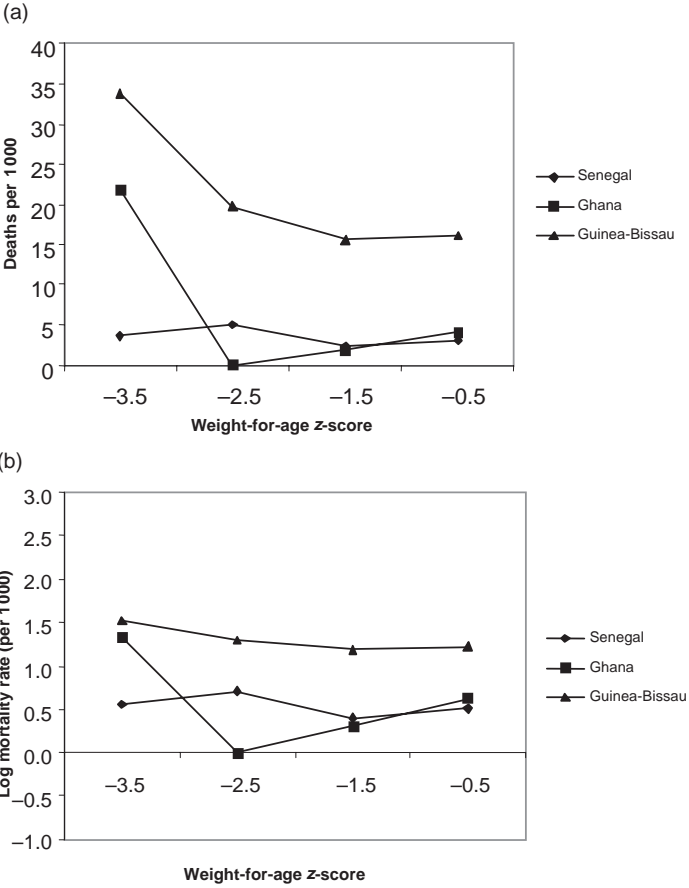 (a)
40
35
30
25
20
15
10
5
0
Deaths per 1000
–3.5 –2.5 –1.5 –0.5
Weight-for-age z-score
Senegal
Ghana
Guinea-Bissau
(b)
3.0
2.5
2.0
1.5
1.0
0.5
0.0
–0.5
–1.0
Log mortality rate (per 1000)
–3.5 –2.5 –1.5 –0.5
Weight-for-age z-score
Senegal
Ghana
Guinea-Bissau